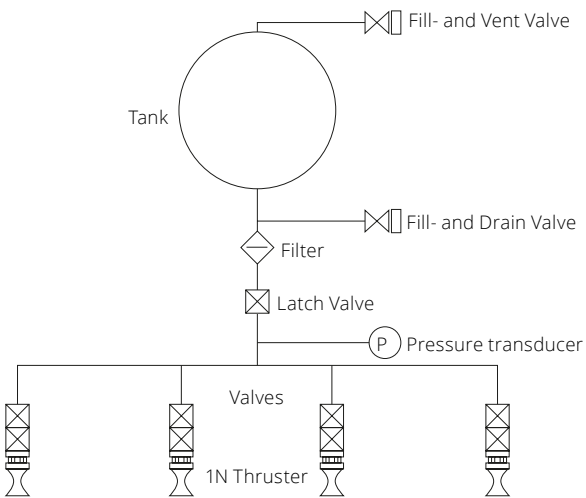 Fill- and Vent Valve
Tank
Fill- and Drain Valve
Filter
Latch Valve
P
Pressure transducer
Valves
1N Thruster